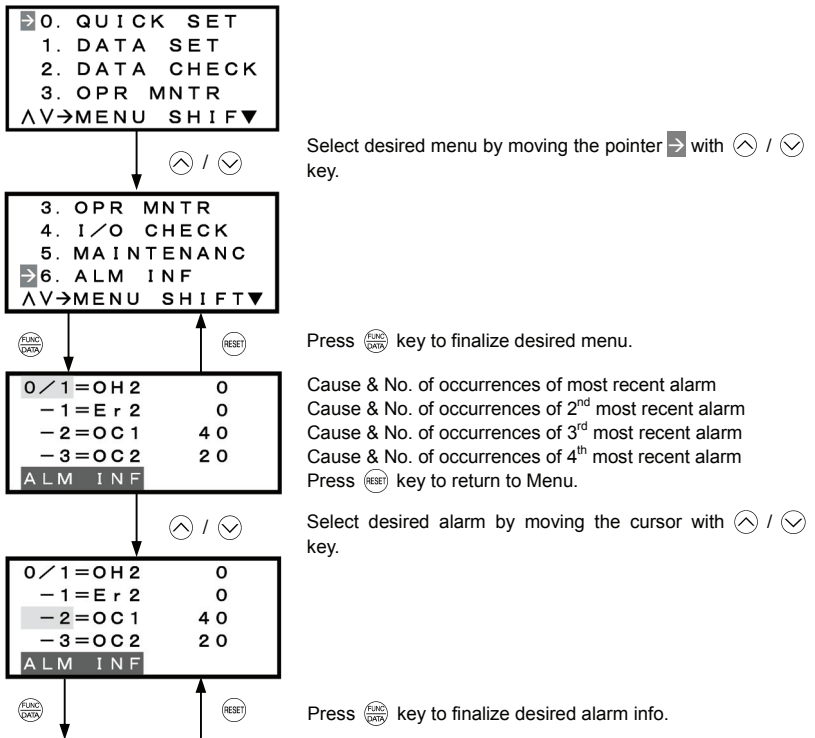 →0. QUICK SET
1. DATA SET
2. DATA CHECK
3. OPR MNTR
∧∨→MENU SHIF▼
Select desired menu by moving the pointer → with ∧ / ∨
key.
∧ / ∨
3. OPR MNTR
4. I/O CHECK
5. MAINTENANC
→6. ALM INF
∧∨→MENU SHIFT▼
FUNC
DATA
RESET
Press FUNC DATA key to finalize desired menu.
0/1=OH2 0
-1=Er2 0
-2=OC1 40
-3=OC2 20
ALM INF
Cause & No. of occurrences of most recent alarm
Cause & No. of occurrences of 2nd most recent alarm
Cause & No. of occurrences of 3rd most recent alarm
Cause & No. of occurrences of 4th most recent alarm
Press RESET key to return to Menu.
Select desired alarm by moving the cursor with ∧ / ∨
key.
∧ / ∨
0/1=OH2 0
-1=Er2 0
-2=OC1 40
-3=OC2 20
ALM INF
FUNC
DATA
RESET
Press FUNC DATA key to finalize desired alarm info.